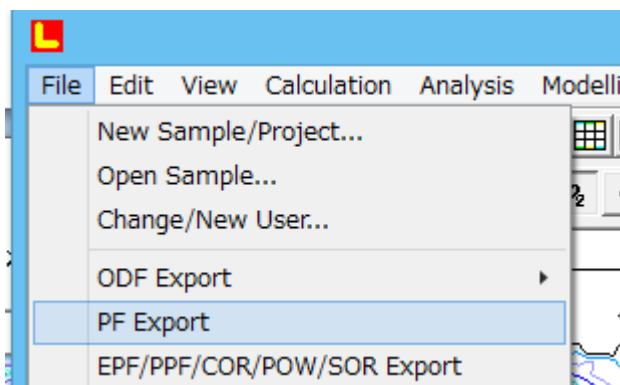 File Edit View Calculation Analysis Modelli
New Sample/Project...
Open Sample...
Change/New User...
ODF Export
PF Export
EPF/PPF/COR/POW/SOR Export